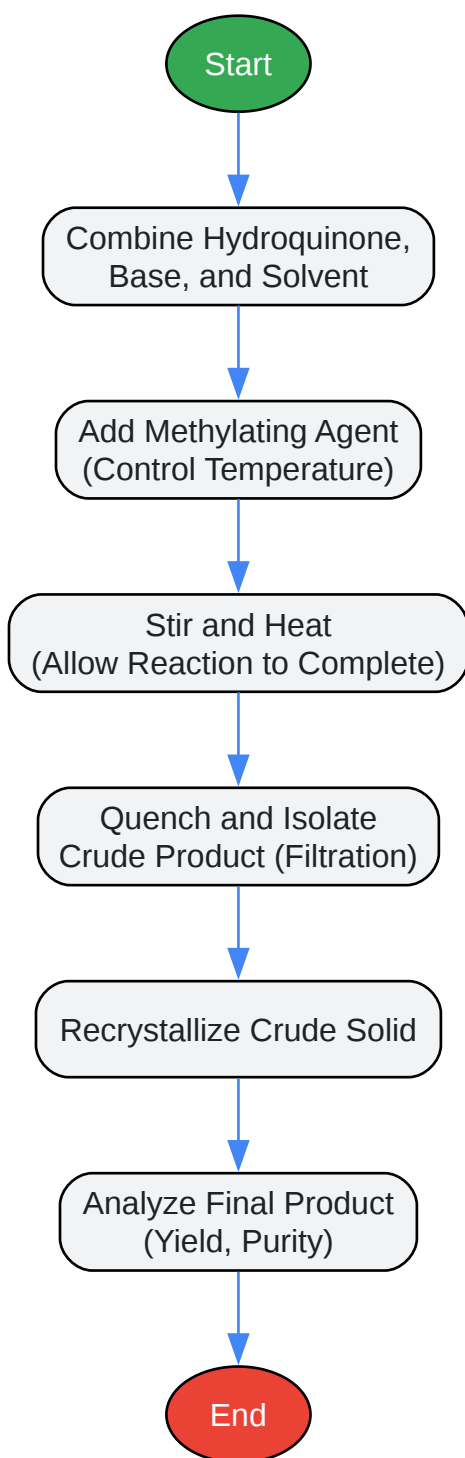 Start
Combine Hydroquinone,
Base, and Solvent
Add Methylating Agent
(Control Temperature)
Stir and Heat
(Allow Reaction to Complete)
Quench and Isolate
Crude Product (Filtration)
Recrystallize Crude Solid
Analyze Final Product
(Yield, Purity)
End